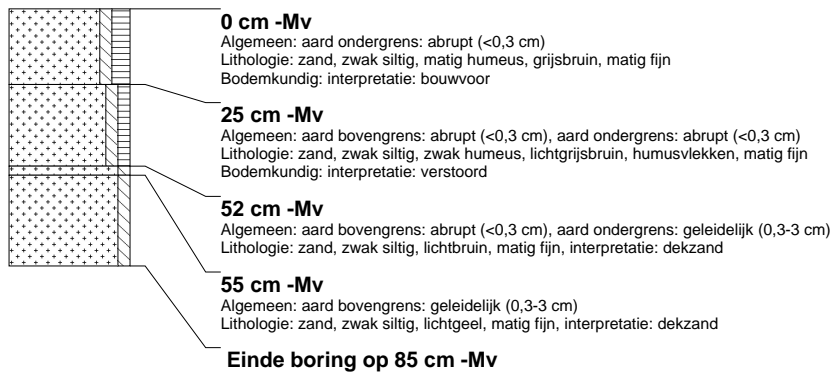 0 cm -Mv
Algemeen: aard ondergrens: abrupt (<0,3 cm)
Lithologie: zand, zwak siltig, matig humeus, grijsbruin, matig fijn
Bodemkundig: interpretatie: bouwvoor
25 cm -Mv
Algemeen: aard bovengrens: abrupt (<0,3 cm), aard ondergrens: abrupt (<0,3 cm)
Lithologie: zand, zwak siltig, zwak humeus, lichtgrijsbruin, humusvlekken, matig fijn
Bodemkundig: interpretatie: verstoord
52 cm -Mv
Algemeen: aard bovengrens: abrupt (<0,3 cm), aard ondergrens: geleidelijk (0,3-3 cm)
Lithologie: zand, zwak siltig, lichtbruin, matig fijn, interpretatie: dekzand
55 cm -Mv
Algemeen: aard bovengrens: geleidelijk (0,3-3 cm)
Lithologie: zand, zwak siltig, lichtgeel, matig fijn, interpretatie: dekzand
Einde boring op 85 cm -Mv